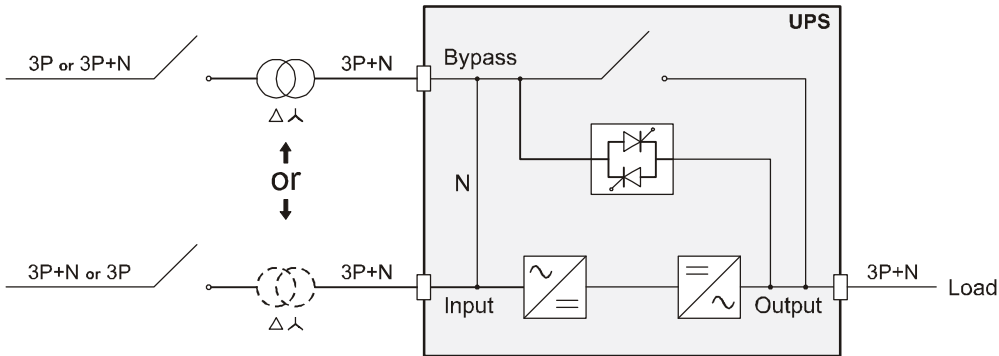 UPS
3P or 3P+N
3P+N
Bypass
or
N
3P+N or 3P
3P+N
Input
Output
3P+N
Load